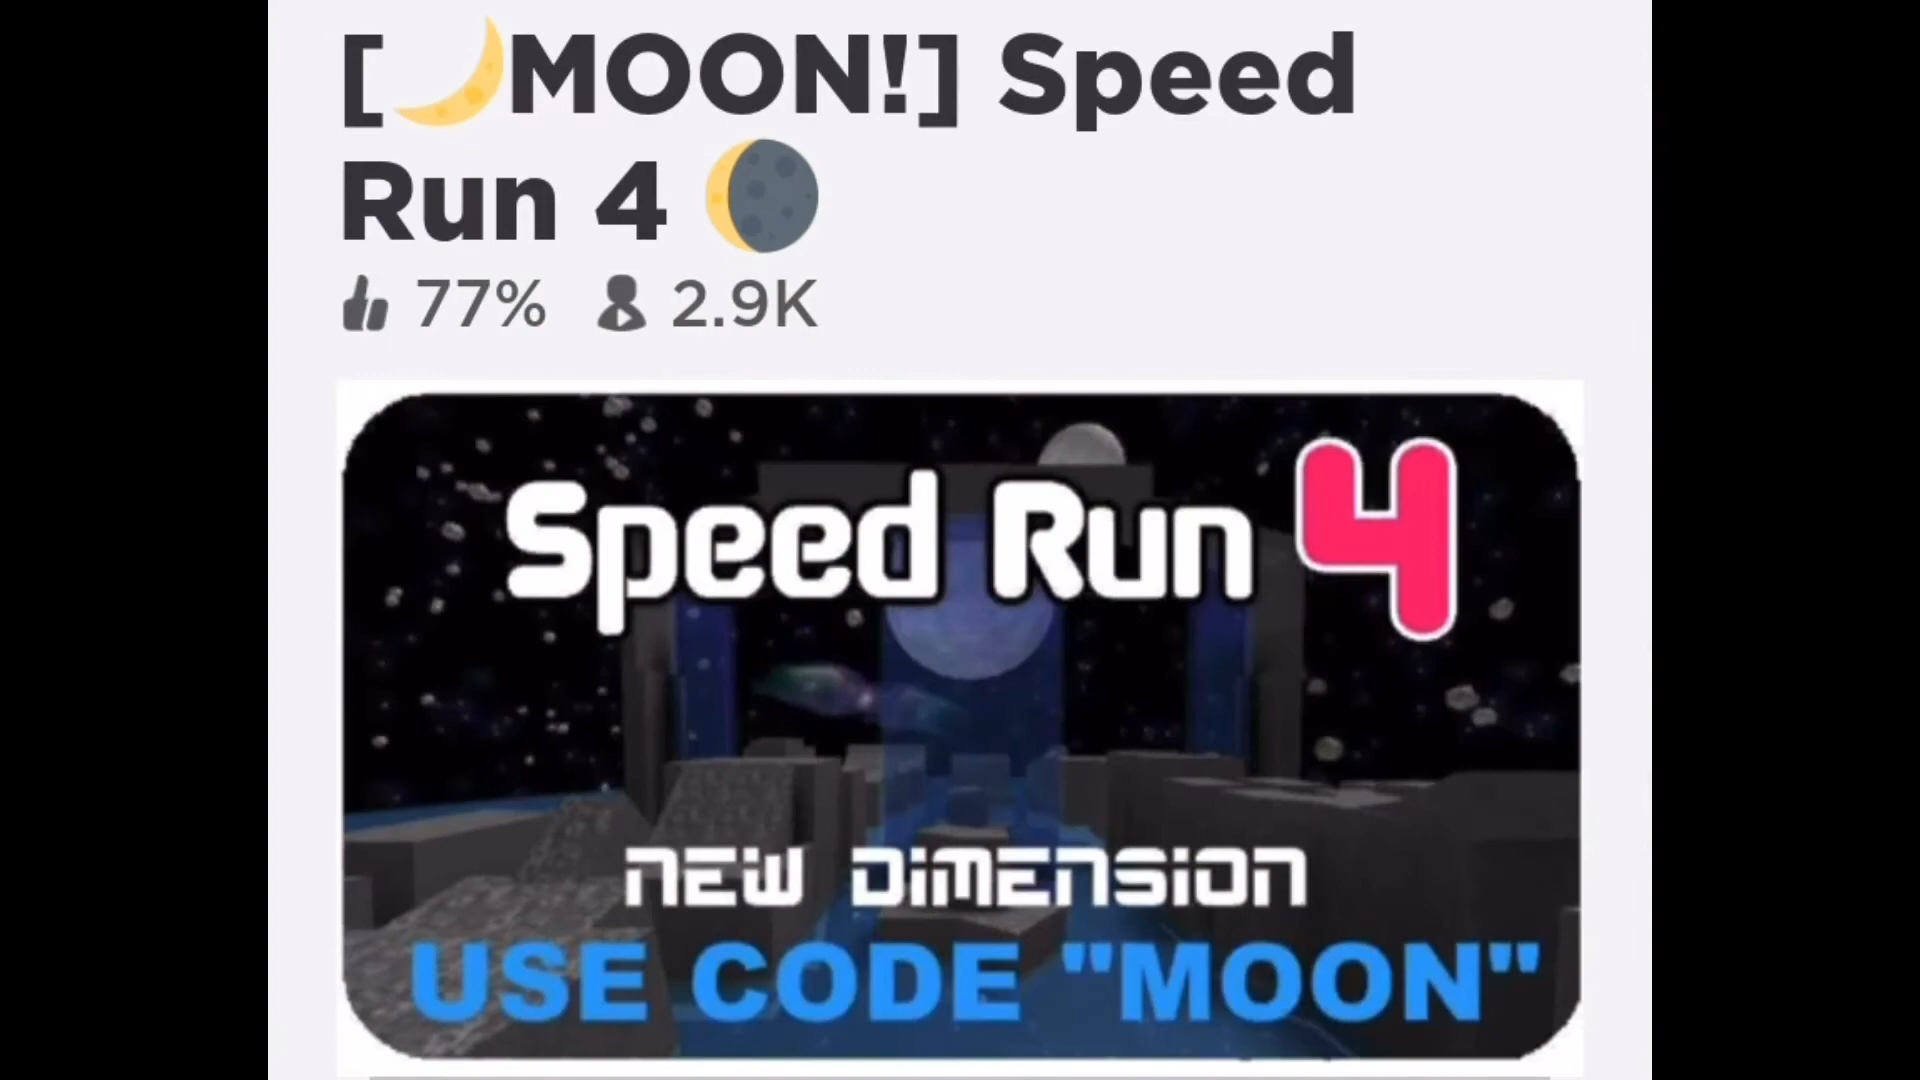 [🌙MOON!] Speed
Run 4 🌘
77% 2.9K
Speed Run 4
NEW DIMENSION
USE CODE "MOON"